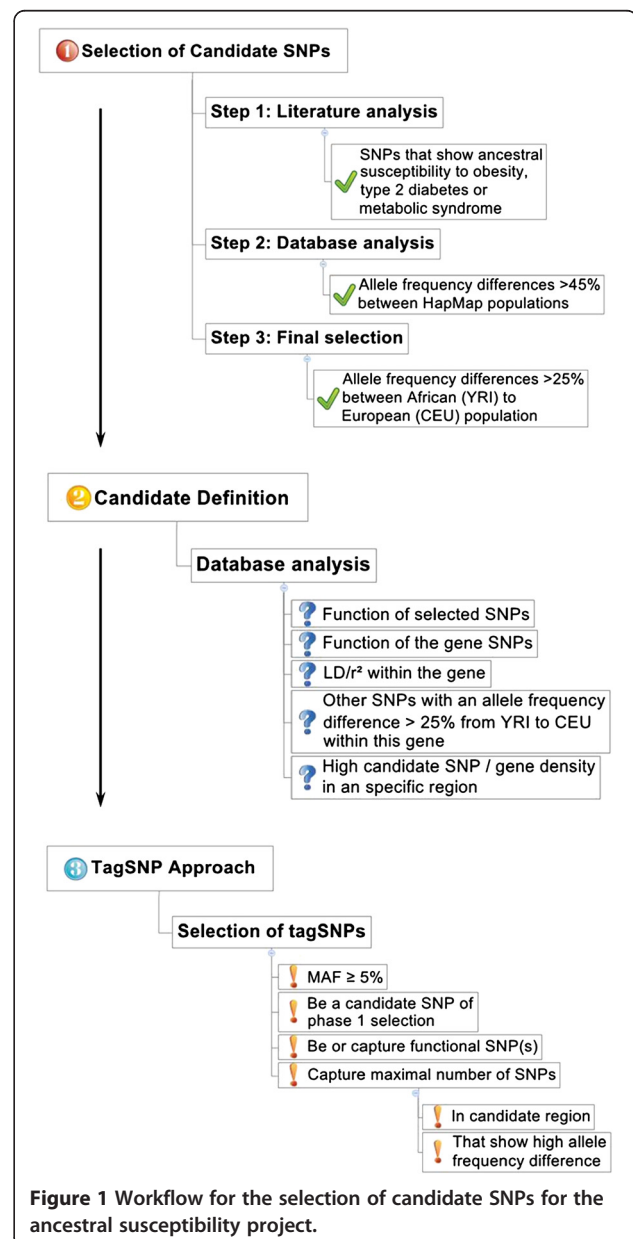 1 Selection of Candidate SNPs
Step 1: Literature analysis
SNPs that show ancestral
susceptibility to obesity,
type 2 diabetes or
metabolic syndrome
Step 2: Database analysis
Allele frequency differences >45%
between HapMap populations
Step 3: Final selection
Allele frequency differences >25%
between African (YRI) to
European (CEU) population
2 Candidate Definition
Database analysis
? Function of selected SNPs
? Function of the gene SNPs
? LD/r² within the gene
? Other SNPs with an allele frequency
difference > 25% from YRI to CEU
within this gene
? High candidate SNP / gene density
in an specific region
3 TagSNP Approach
Selection of tagSNPs
! MAF ≥ 5%
! Be a candidate SNP of
phase 1 selection
! Be or capture functional SNP(s)
! Capture maximal number of SNPs
! In candidate region
! That show high allele
frequency difference
Figure 1 Workflow for the selection of candidate SNPs for the
ancestral susceptibility project.